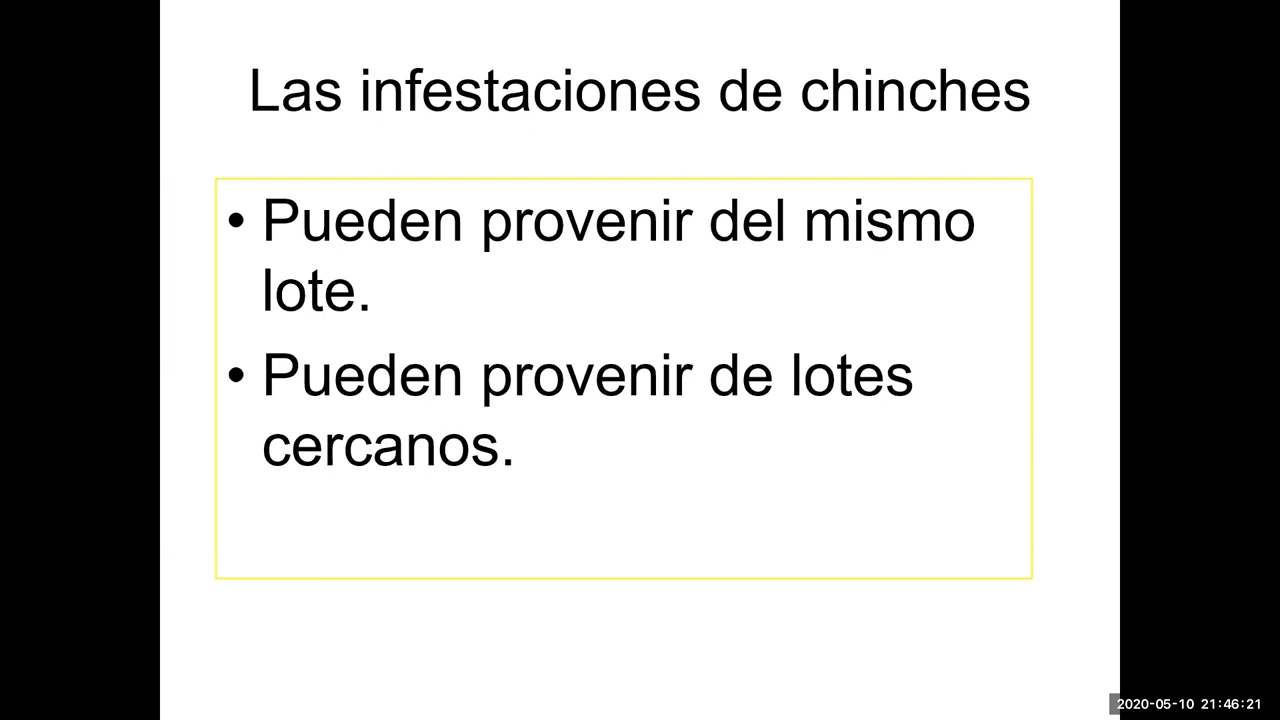 Las infestaciones de chinches
• Pueden provenir del mismo
lote.
• Pueden provenir de lotes
cercanos.
2020-05-10 21:46:21